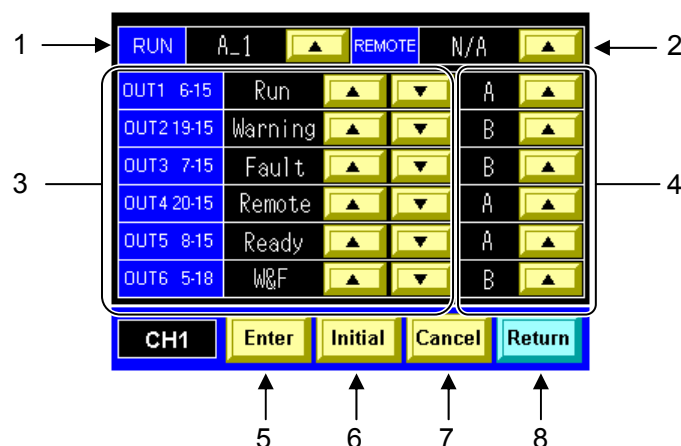 1 RUN A_1 ▲ REMOTE N/A ▲ 2
OUT1 6-15 Run ▲ ▼ A ▲
OUT2 19-15 Warning ▲ ▼ B ▲
OUT3 7-15 Fault ▲ ▼ B ▲
3 4
OUT4 20-15 Remote ▲ ▼ A ▲
OUT5 8-15 Ready ▲ ▼ A ▲
OUT6 5-18 W&F ▲ ▼ B ▲
CH1 Enter Initial Cancel Return
5 6 7 8